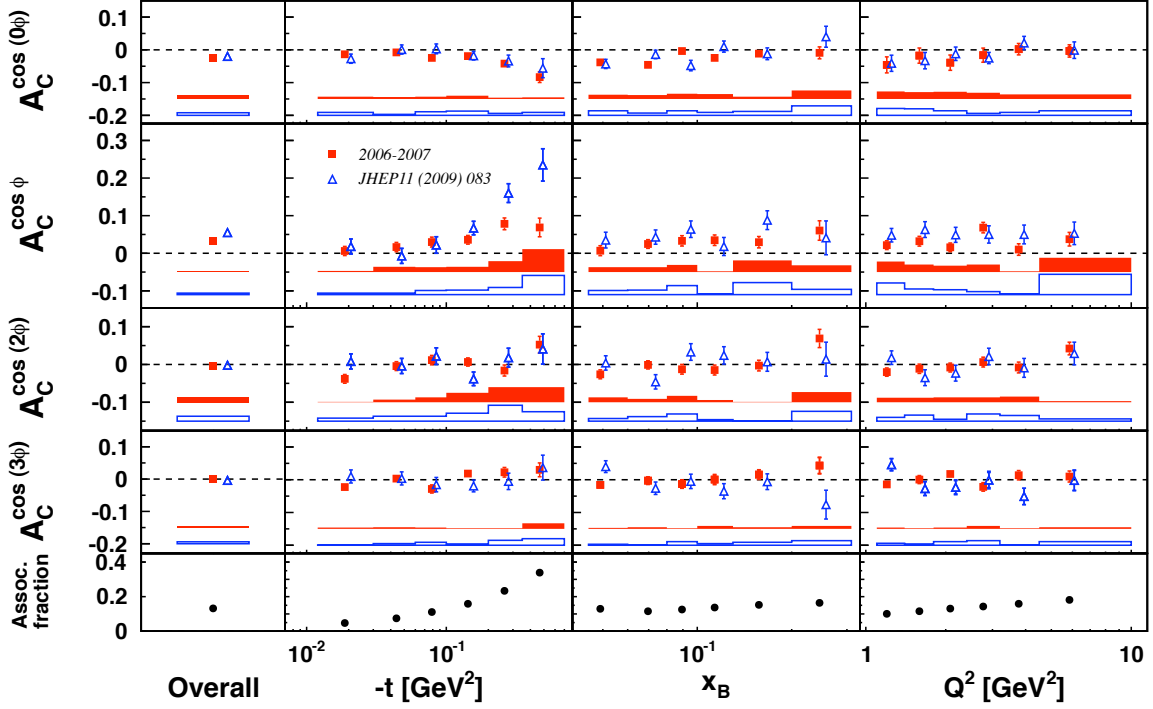 A_C^cos (0φ)
0.1
0
-0.1
-0.2
A_C^cos φ
0.3
0.2
0.1
0
-0.1
2006-2007
JHEP11 (2009) 083
A_C^cos (2φ)
0.1
0
-0.1
A_C^cos (3φ)
0.1
0
-0.1
-0.2
Assoc.
fraction
0.4
0.2
0
10^-2 10^-1 10^-1 1 10
Overall -t [GeV^2] x_B Q^2 [GeV^2]